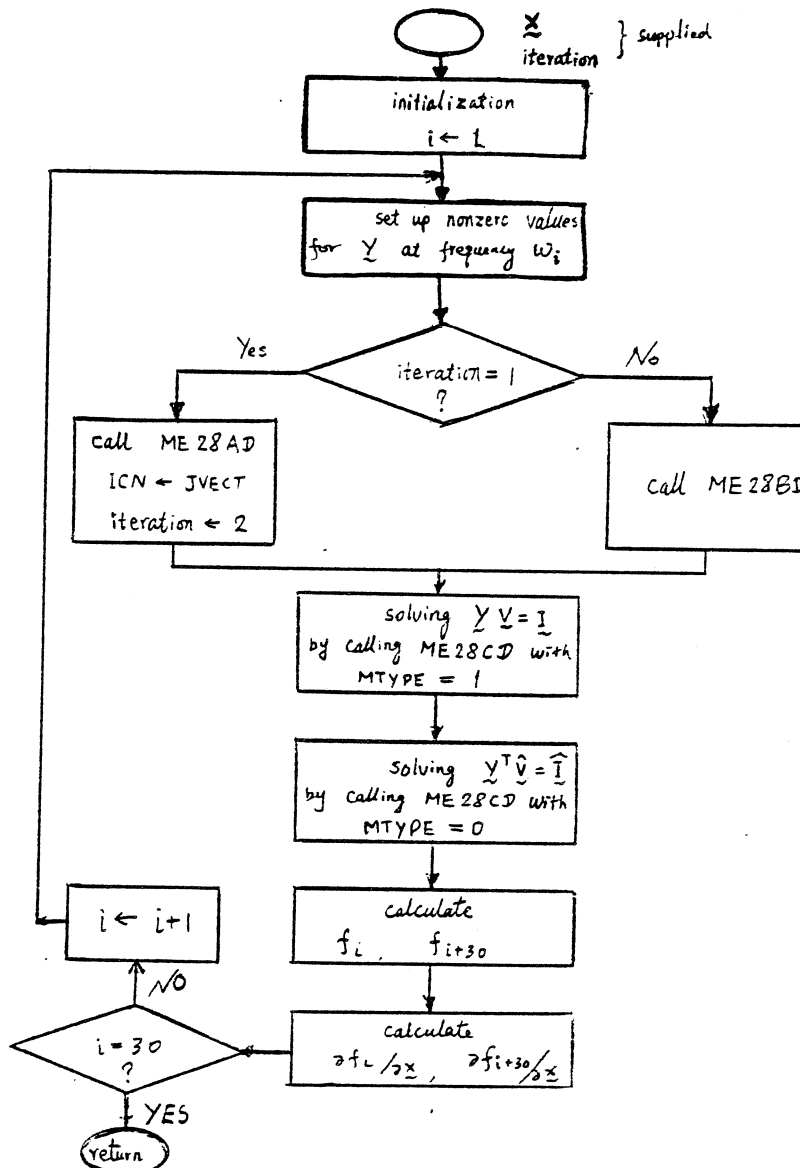 x } supplied
iteration
initialization
i ← 1
set up nonzero values
for Y at frequency ωi
iteration = 1
?
Yes
No
call ME28AD
ICN ← JVECT
iteration ← 2
call ME28B
solving Y V = I
by calling ME28CD with
MTYPE = 1
solving Yᵀ V̂ = Î
by calling ME28CD with
MTYPE = 0
calculate
fi , fi+30
calculate
∂fi/∂x , ∂fi+30/∂x
i = 30
?
NO
i ← i+1
YES
return